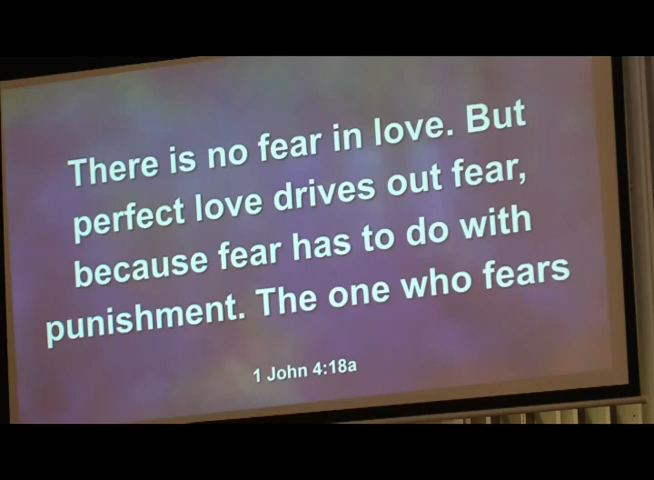 There is no fear in love. But
perfect love drives out fear,
because fear has to do with
punishment. The one who fears
1 John 4:18a